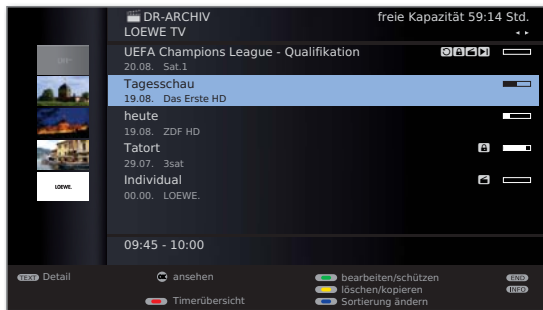 DR-ARCHIV freie Kapazität 59:14 Std.
LOEWE TV
UEFA Champions League - Qualifikation
20.08. Sat.1
Tagesschau
19.08. Das Erste HD
heute
19.08. ZDF HD
Tatort
29.07. 3sat
Individual
00.00. LOEWE.
LOEWE.
09:45 - 10:00
TEXT Detail
OK ansehen
bearbeiten/schützen END
löschen/kopieren INFO
Timerübersicht
Sortierung ändern